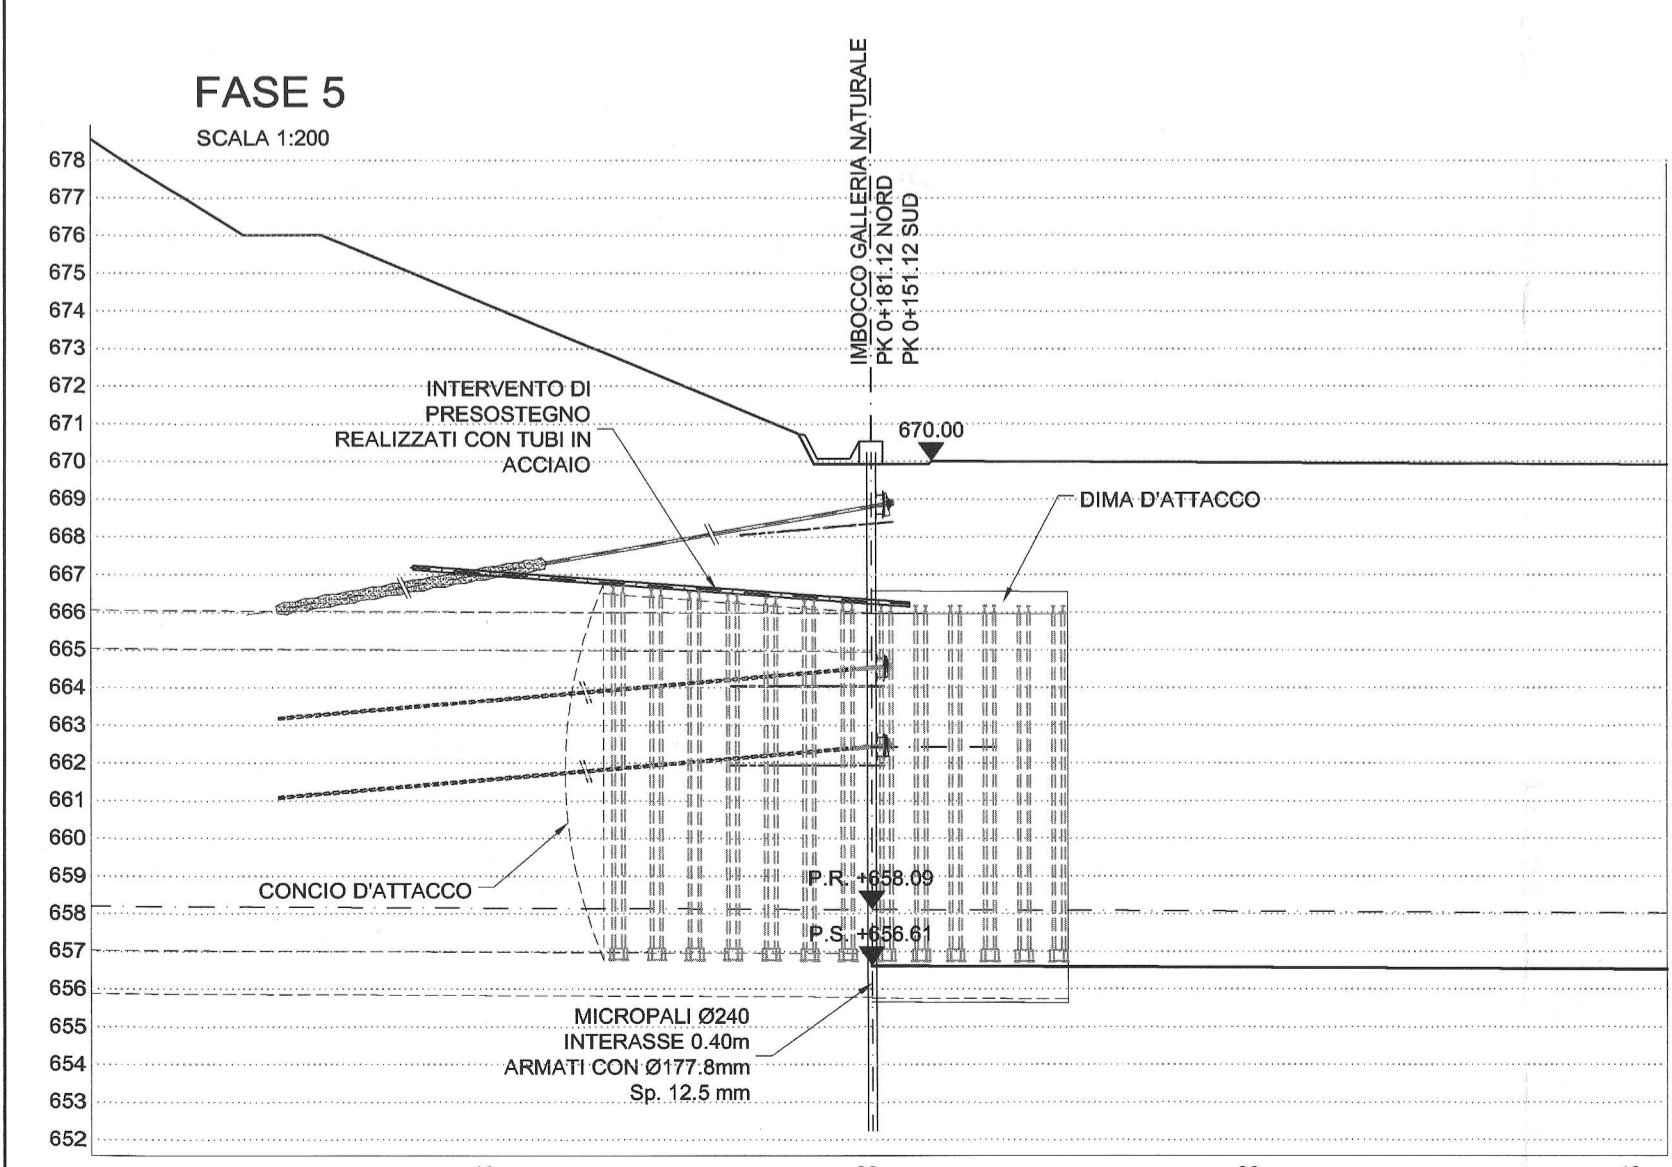 FASE 5
SCALA 1:200
IMBOCCO GALLERIA NATURALE
PK 0+181.12 NORD
PK 0+151.12 SUD
678
677
676
675
674
673
672
671
670
669
668
667
666
665
664
663
662
661
660
659
658
657
656
655
654
653
652
INTERVENTO DI
PRESOSTEGNO
REALIZZATI CON TUBI IN
ACCIAIO
670.00
DIMA D'ATTACCO
CONCIO D'ATTACCO
P.R. +658.09
P.S. +656.61
MICROPALI Ø240
INTERASSE 0.40m
ARMATI CON Ø177.8mm
Sp. 12.5 mm